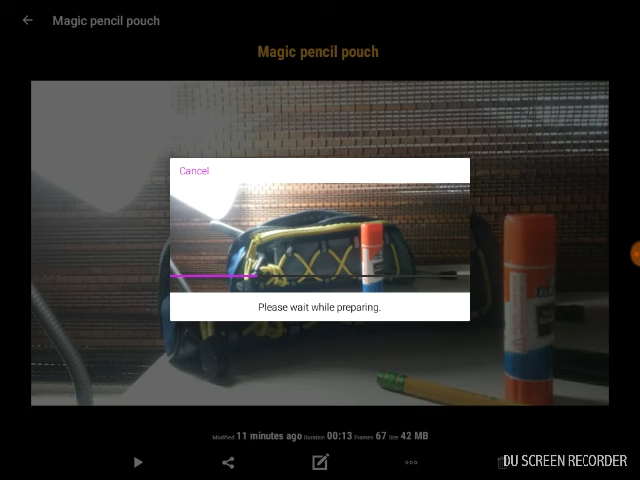 Magic pencil pouch
Magic pencil pouch
Cancel
Please wait while preparing.
Modified 11 minutes ago Duration 00:13 Frames 67 Size 42 MB
DU SCREEN RECORDER